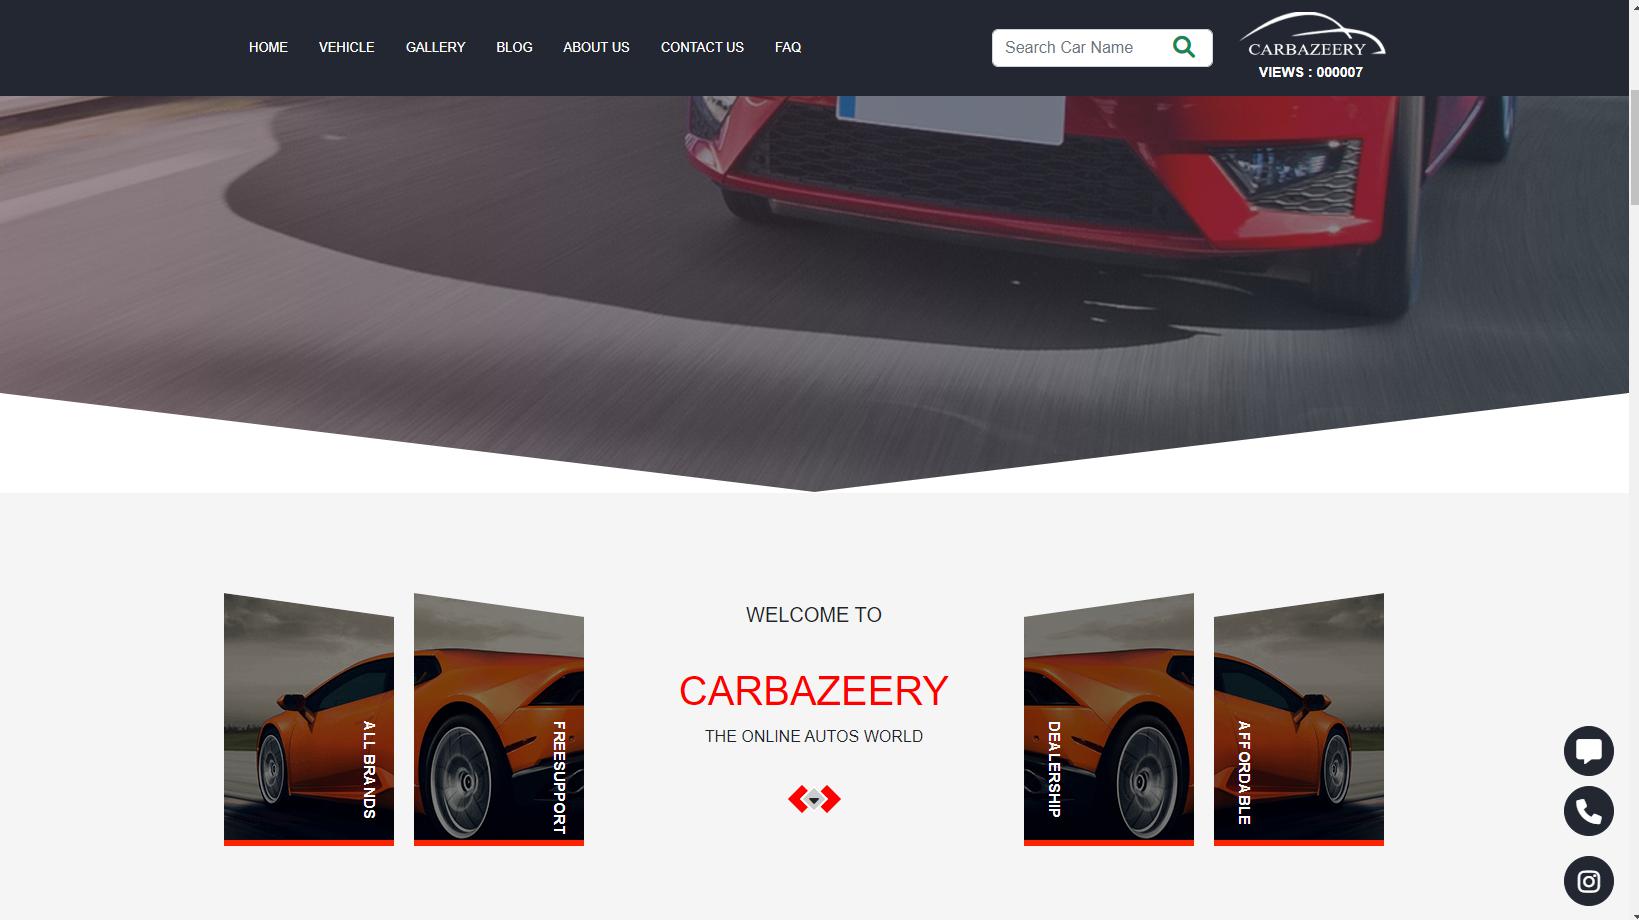 HOME VEHICLE GALLERY BLOG ABOUT US CONTACT US FAQ
Search Car Name
CARBAZEERY
VIEWS : 000007
WELCOME TO
CARBAZEERY
THE ONLINE AUTOS WORLD
ALL BRANDS
FREESUPPORT
DEALERSHIP
AFFORDABLE